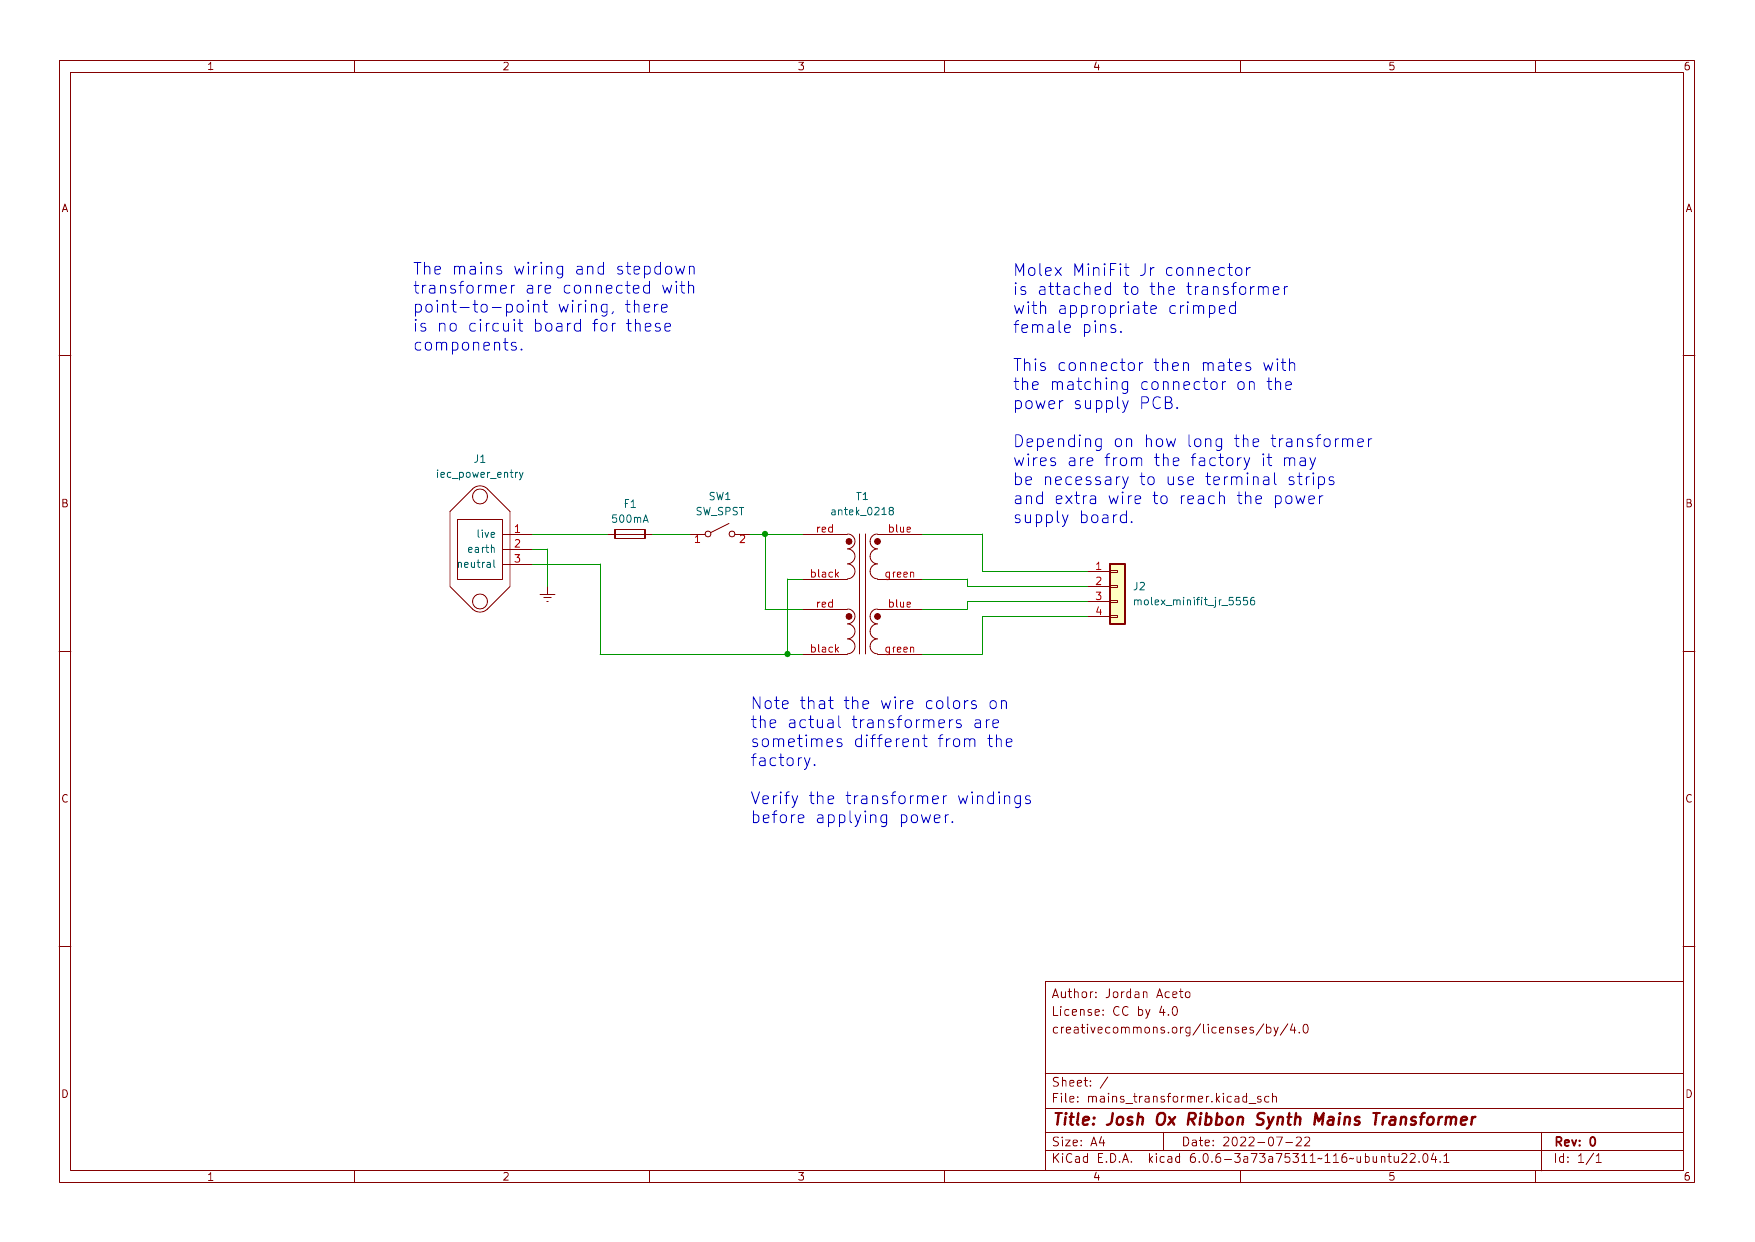 1 2 3 4 5 6
A A
The mains wiring and stepdown
transformer are connected with
point-to-point wiring, there
is no circuit board for these
components.
Molex MiniFit Jr connector
is attached to the transformer
with appropriate crimped
female pins.
This connector then mates with
the matching connector on the
power supply PCB.
Depending on how long the transformer
wires are from the factory it may
be necessary to use terminal strips
and extra wire to reach the power
supply board.
B B
J1
iec_power_entry
live 1
earth 2
neutral 3
F1
500mA
SW1
SW_SPST
1 2
T1
antek_0218
red blue
black green
red blue
black green
1
2
3
4
J2
molex_minifit_jr_5556
Note that the wire colors on
the actual transformers are
sometimes different from the
factory.
Verify the transformer windings
before applying power.
C C
D D
Author: Jordan Aceto
License: CC by 4.0
creativecommons.org/licenses/by/4.0
Sheet: /
File: mains_transformer.kicad_sch
Title: Josh Ox Ribbon Synth Mains Transformer
Size: A4 Date: 2022-07-22 Rev: 0
KiCad E.D.A. kicad 6.0.6-3a73a75311~116~ubuntu22.04.1 Id: 1/1
1 2 3 4 5 6